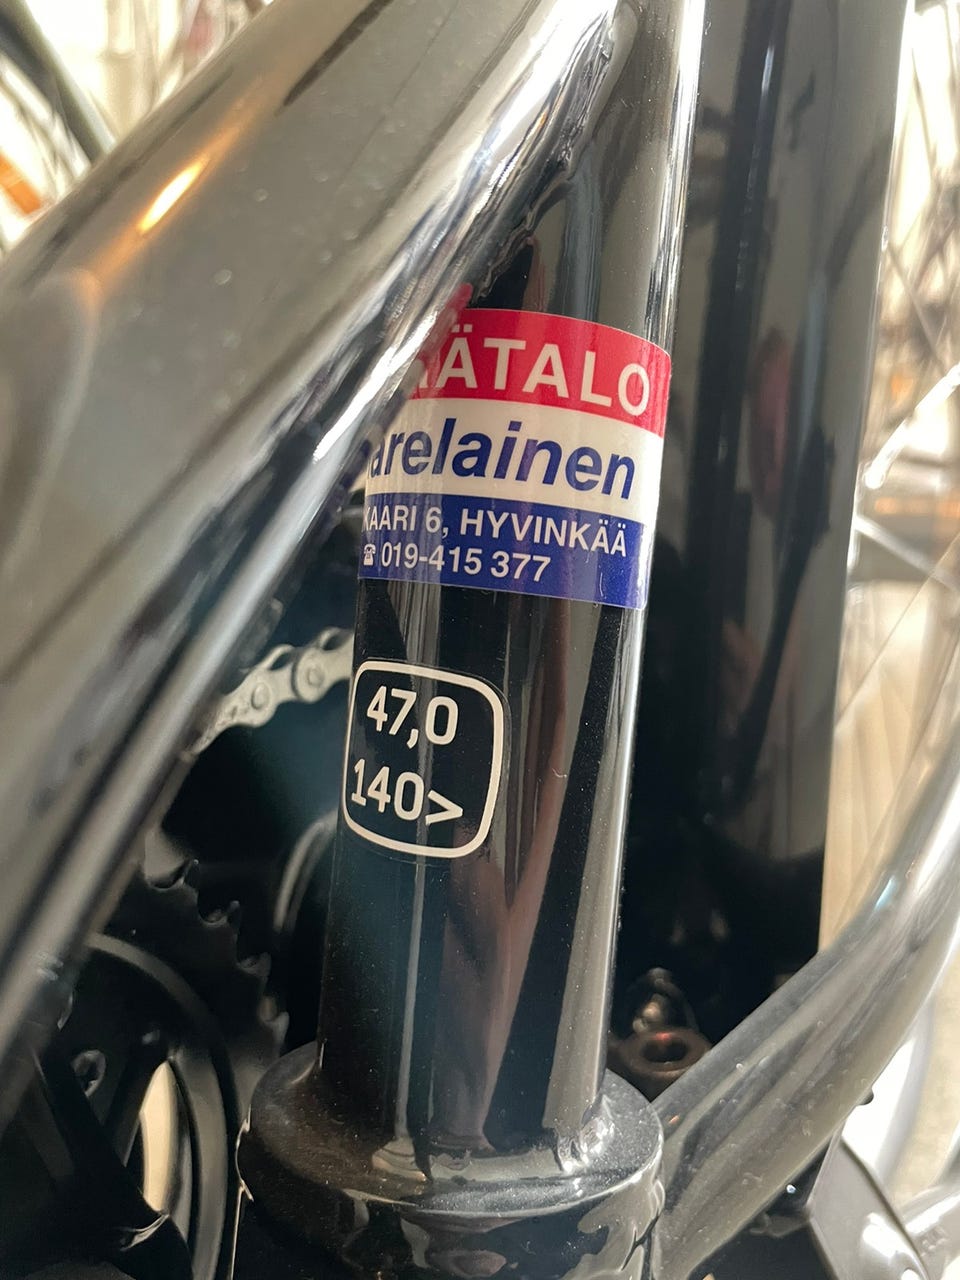 ÄTALO
arelainen
KAARI 6, HYVINKÄÄ
☎ 019-415 377
47,0
140>